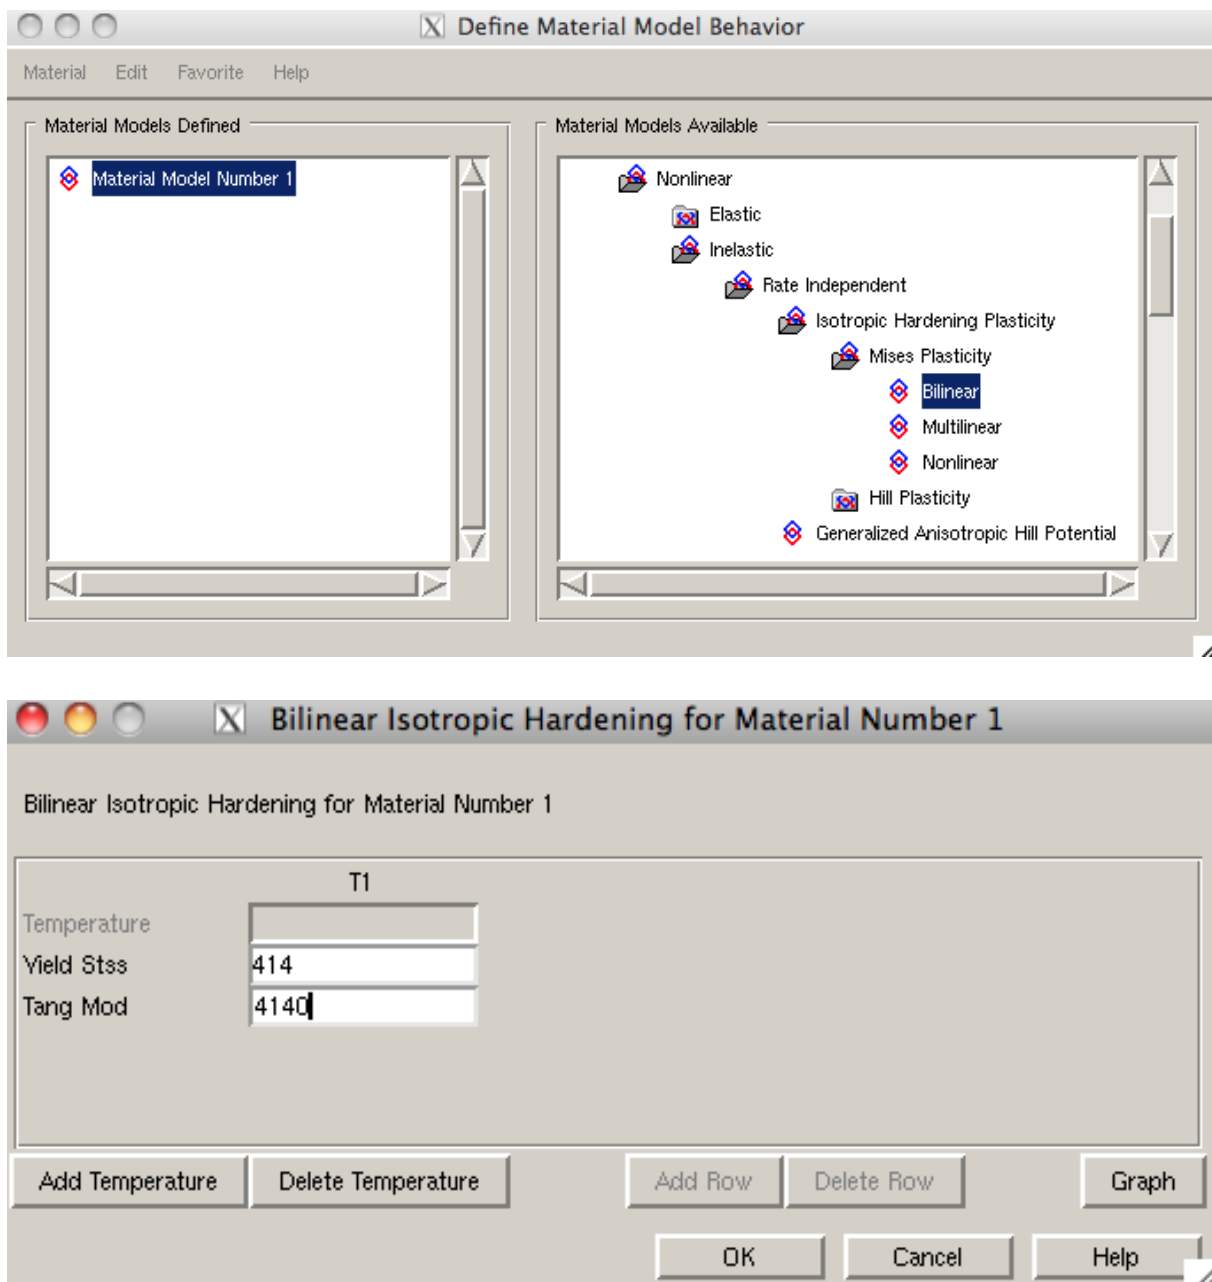 X Define Material Model Behavior
Material Edit Favorite Help
Material Models Defined
Material Model Number 1
Material Models Available
Nonlinear
Elastic
Inelastic
Rate Independent
Isotropic Hardening Plasticity
Mises Plasticity
Bilinear
Multilinear
Nonlinear
Hill Plasticity
Generalized Anisotropic Hill Potential
X Bilinear Isotropic Hardening for Material Number 1
Bilinear Isotropic Hardening for Material Number 1
T1
Temperature
Yield Stss 414
Tang Mod 4140
Add Temperature Delete Temperature Add Row Delete Row Graph
OK Cancel Help